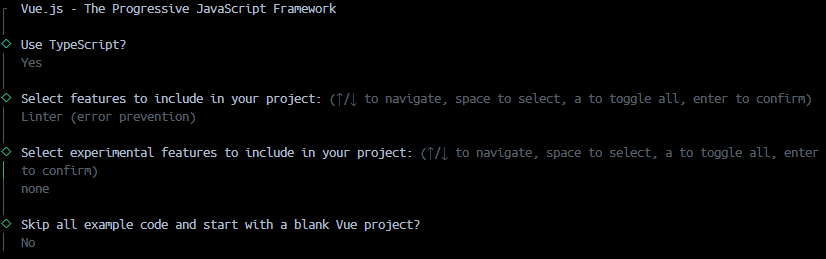 Vue.js - The Progressive JavaScript Framework
Use TypeScript?
Yes
Select features to include in your project: (↑/↓ to navigate, space to select, a to toggle all, enter to confirm)
Linter (error prevention)
Select experimental features to include in your project: (↑/↓ to navigate, space to select, a to toggle all, enter
to confirm)
none
Skip all example code and start with a blank Vue project?
No